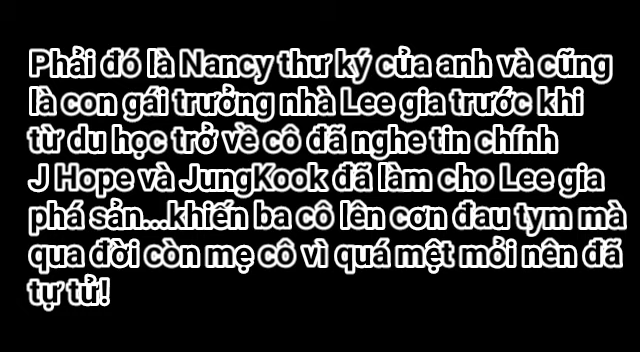 Phải đó là Nancy thư ký của anh và cũng
là con gái trưởng nhà Lee gia trước khi
từ du học trở về cô đã nghe tin chính
J Hope và JungKook đã làm cho Lee gia
phá sản...khiến ba cô lên cơn đau tym mà
qua đời còn mẹ cô vì quá mệt mỏi nên đã
tự tử!